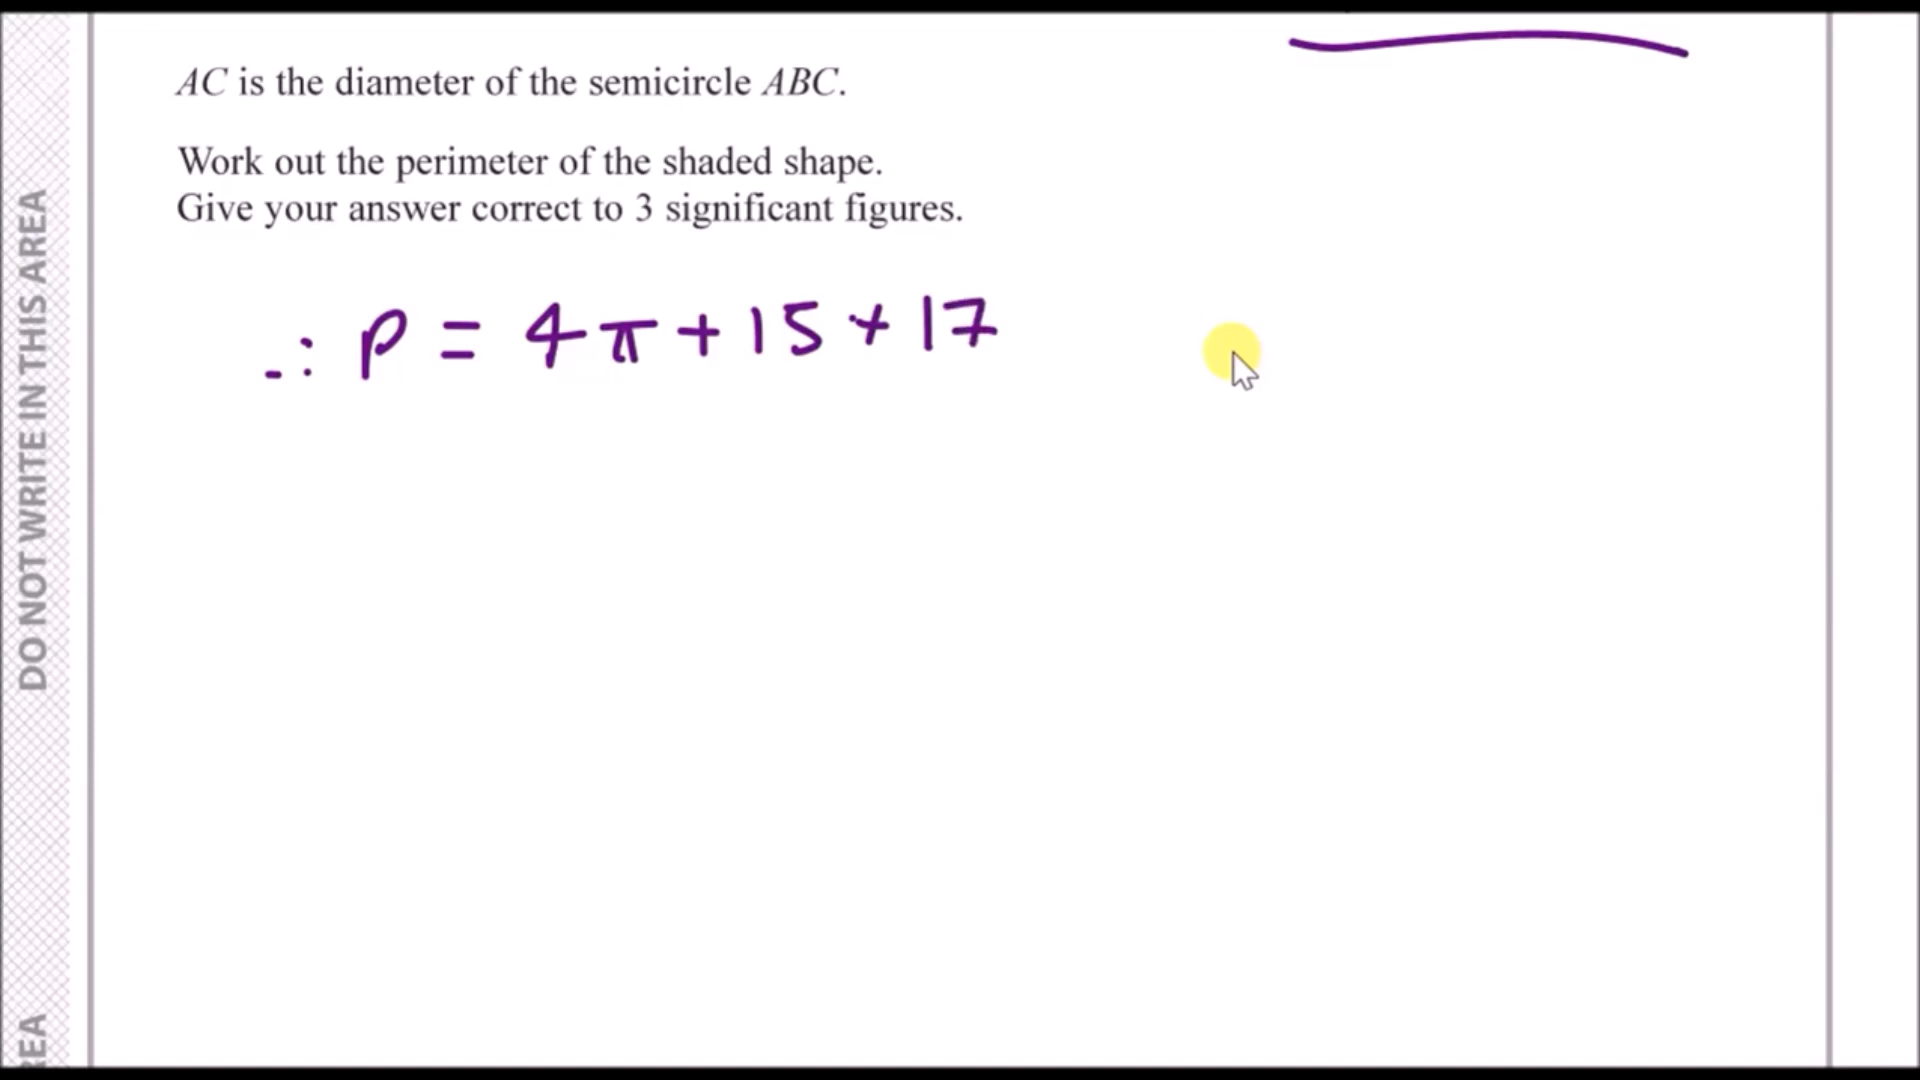 AC is the diameter of the semicircle ABC.
Work out the perimeter of the shaded shape.
Give your answer correct to 3 significant figures.
∴ P = 4π + 15 + 17
DO NOT WRITE IN THIS AREA
REA